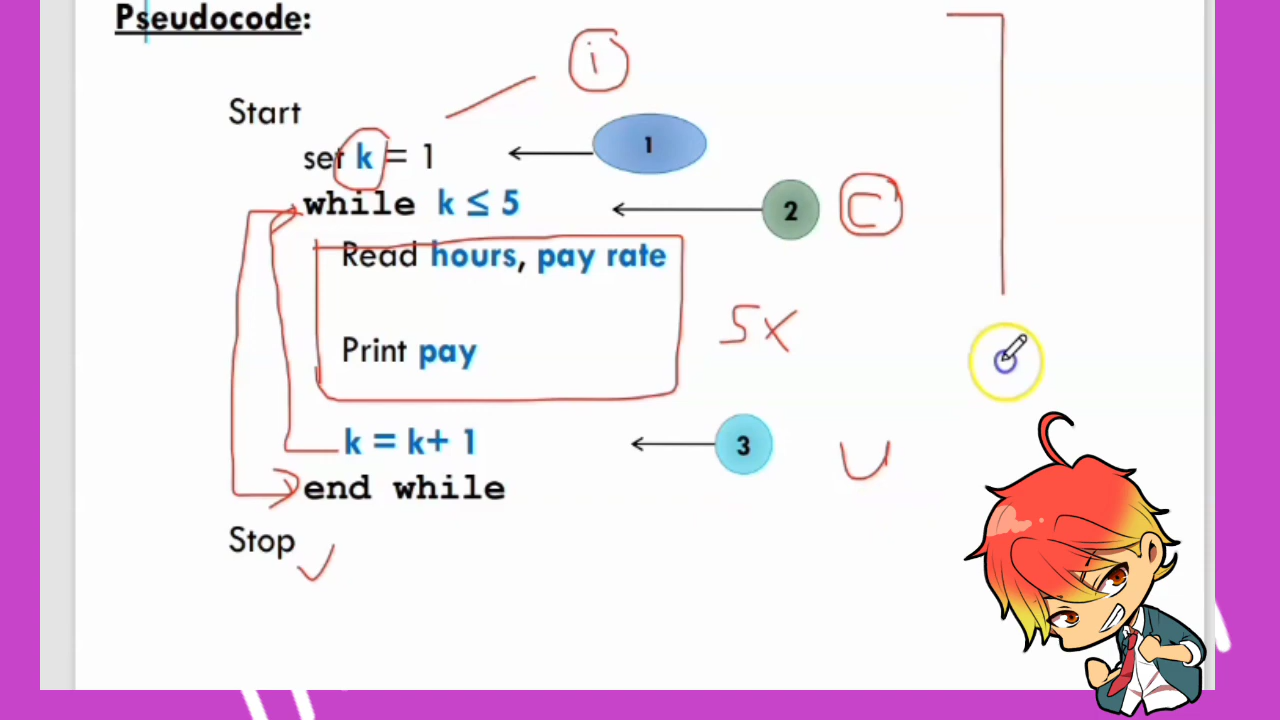 Pseudocode:
i
Start
set k = 1
1
while k ≤ 5
2
C
Read hours, pay rate
5x
Print pay
k = k+ 1
3
U
end while
Stop